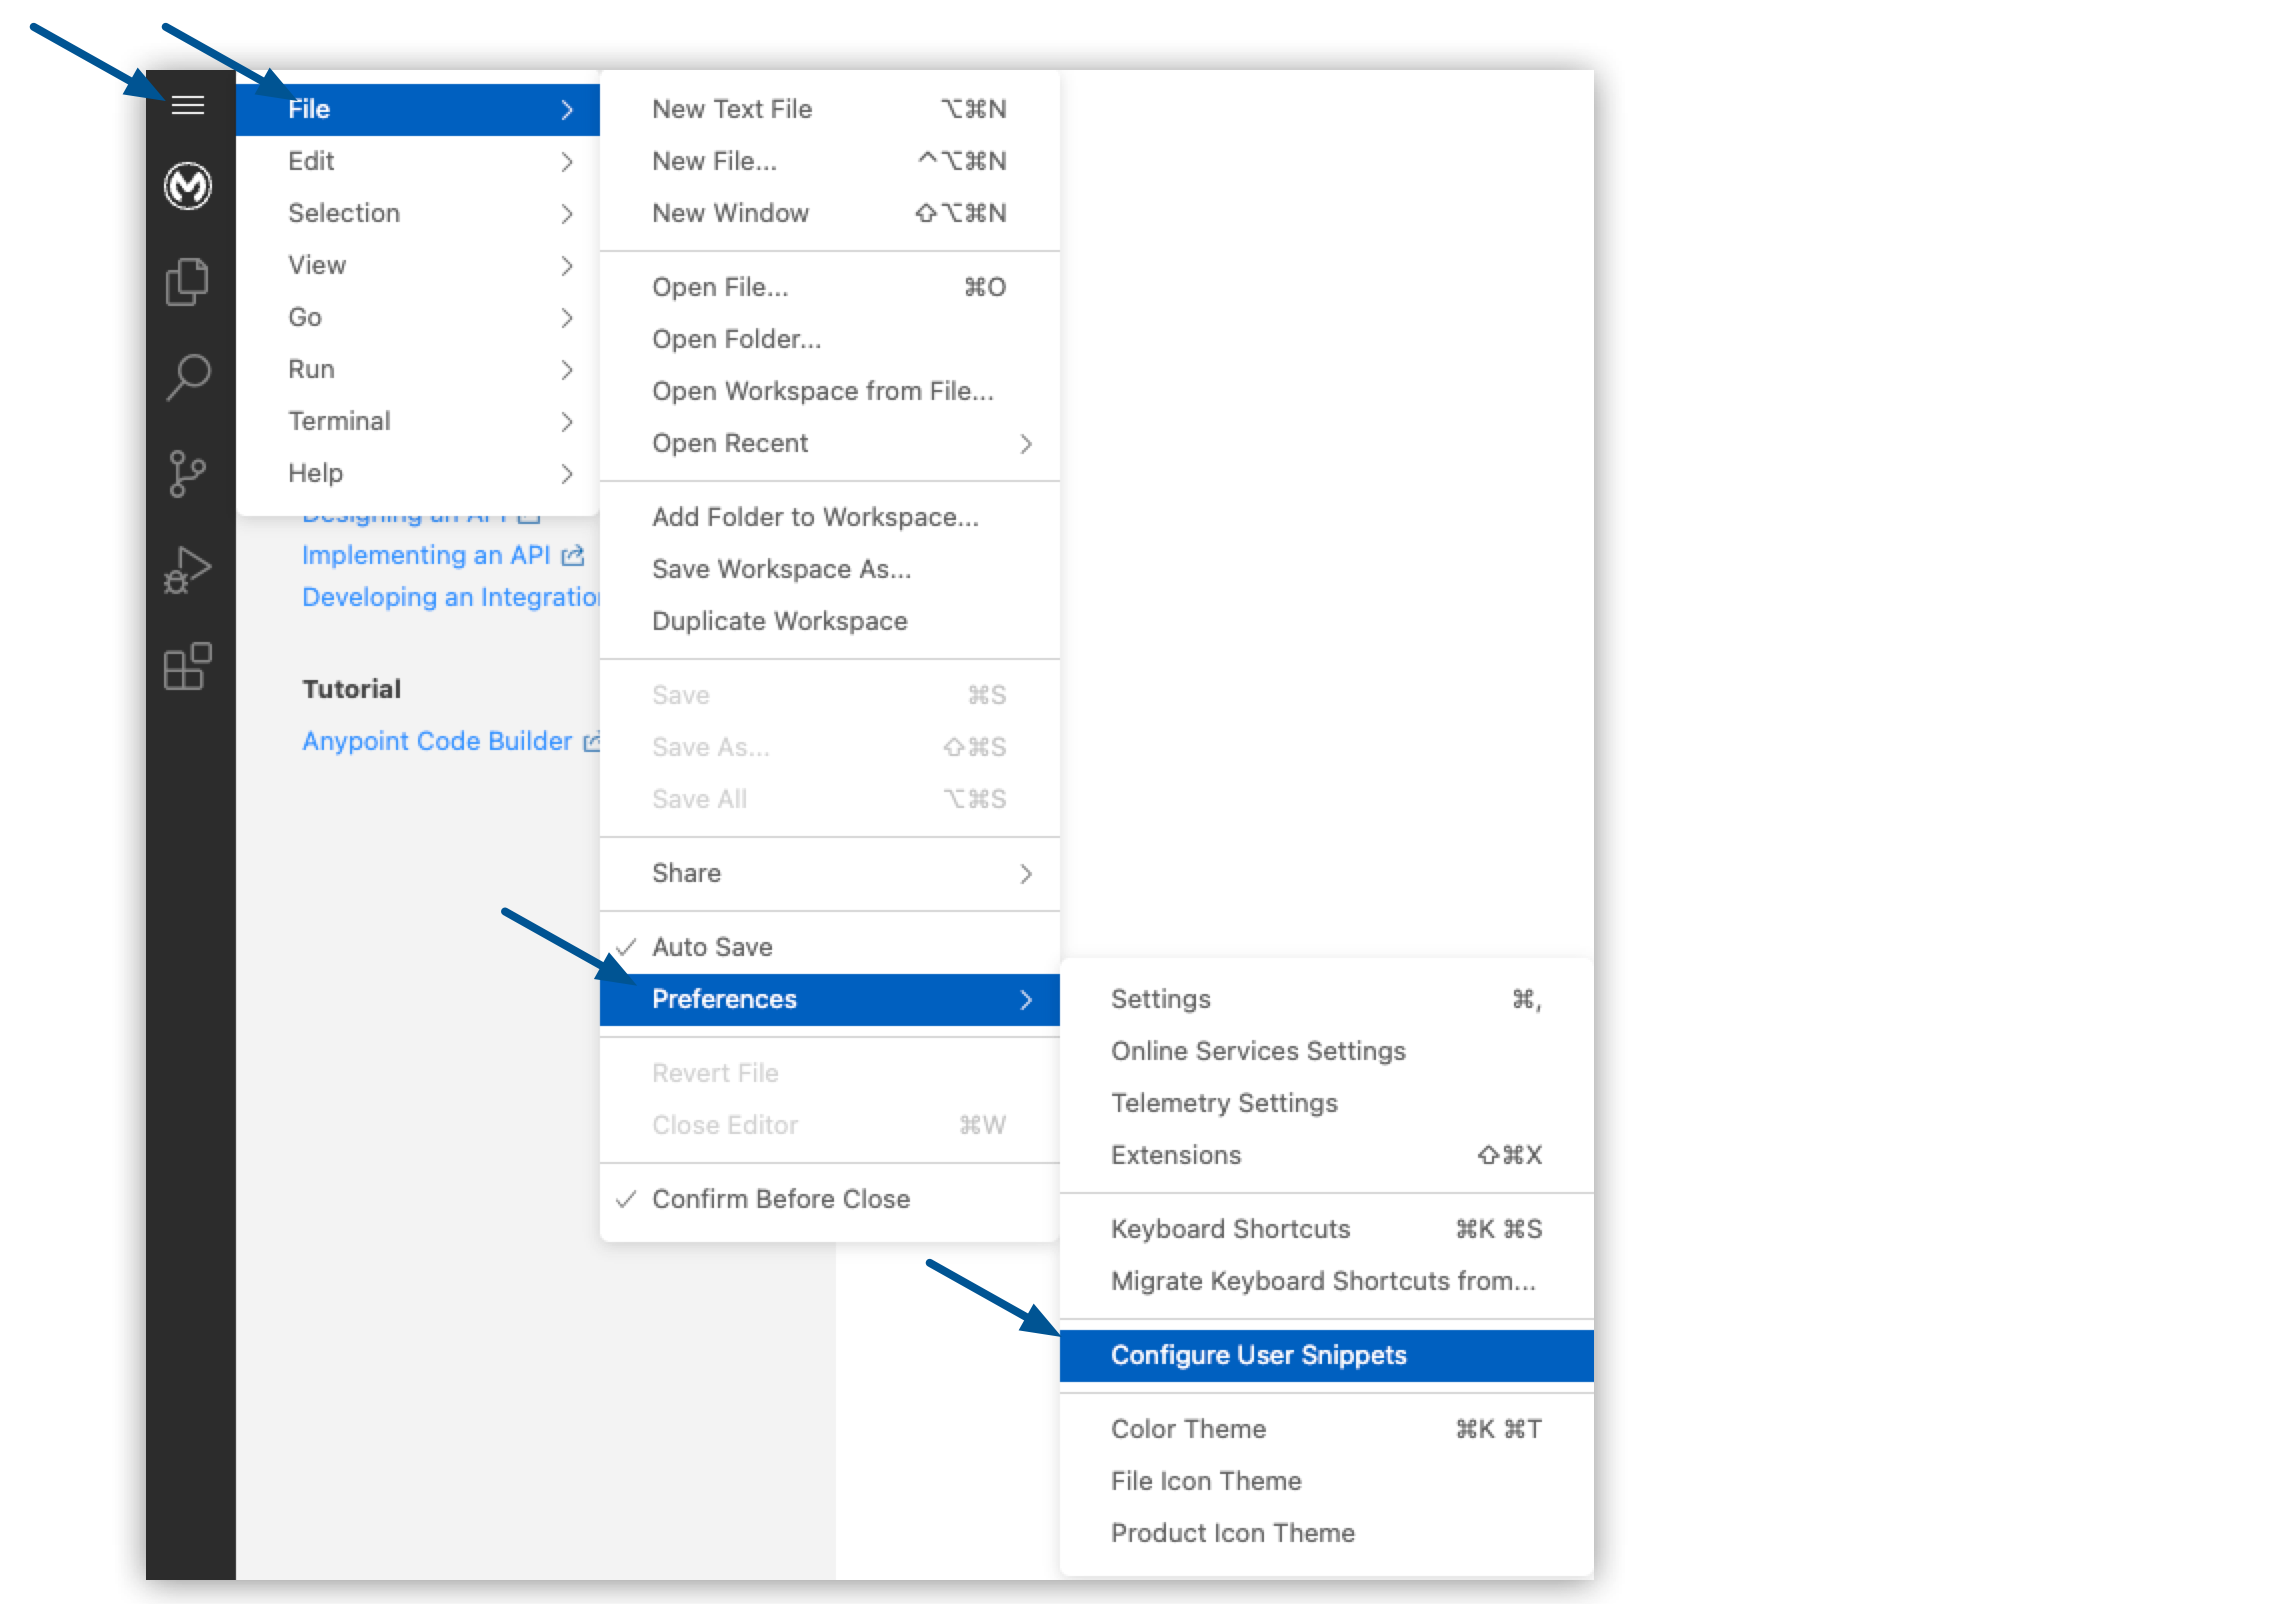 File
Edit
Selection
View
Go
Run
Terminal
Help
Designing an API
Implementing an API
Developing an Integration
Tutorial
Anypoint Code Builder
New Text File ⌥⌘N
New File... ^⌥⌘N
New Window ⇧⌥⌘N
Open File... ⌘O
Open Folder...
Open Workspace from File...
Open Recent
Add Folder to Workspace...
Save Workspace As...
Duplicate Workspace
Save ⌘S
Save As... ⇧⌘S
Save All ⌥⌘S
Share
Auto Save
Preferences
Revert File
Close Editor ⌘W
Confirm Before Close
Settings ⌘,
Online Services Settings
Telemetry Settings
Extensions ⇧⌘X
Keyboard Shortcuts ⌘K ⌘S
Migrate Keyboard Shortcuts from...
Configure User Snippets
Color Theme ⌘K ⌘T
File Icon Theme
Product Icon Theme